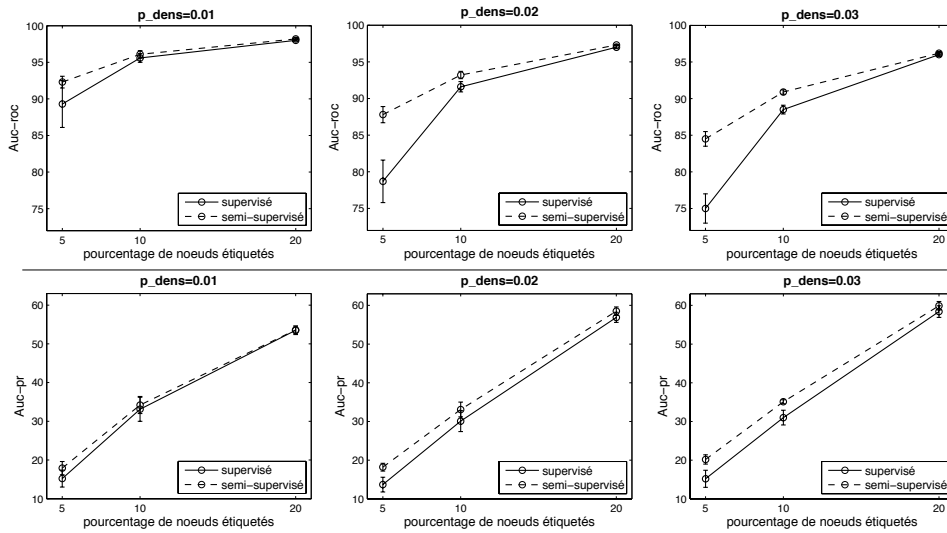 p_dens=0.01
100
95
90
85
80
75
Auc-roc
supervisé
semi-supervisé
5
10
20
pourcentage de noeuds étiquetés
p_dens=0.02
100
95
90
85
80
75
Auc-roc
supervisé
semi-supervisé
5
10
20
pourcentage de noeuds étiquetés
p_dens=0.03
100
95
90
85
80
75
Auc-roc
supervisé
semi-supervisé
5
10
20
pourcentage de noeuds étiquetés
p_dens=0.01
60
50
40
30
20
10
Auc-pr
supervisé
semi-supervisé
5
10
20
pourcentage de noeuds étiquetés
p_dens=0.02
60
50
40
30
20
10
Auc-pr
supervisé
semi-supervisé
5
10
20
pourcentage de noeuds étiquetés
p_dens=0.03
60
50
40
30
20
10
Auc-pr
supervisé
semi-supervisé
5
10
20
pourcentage de noeuds étiquetés